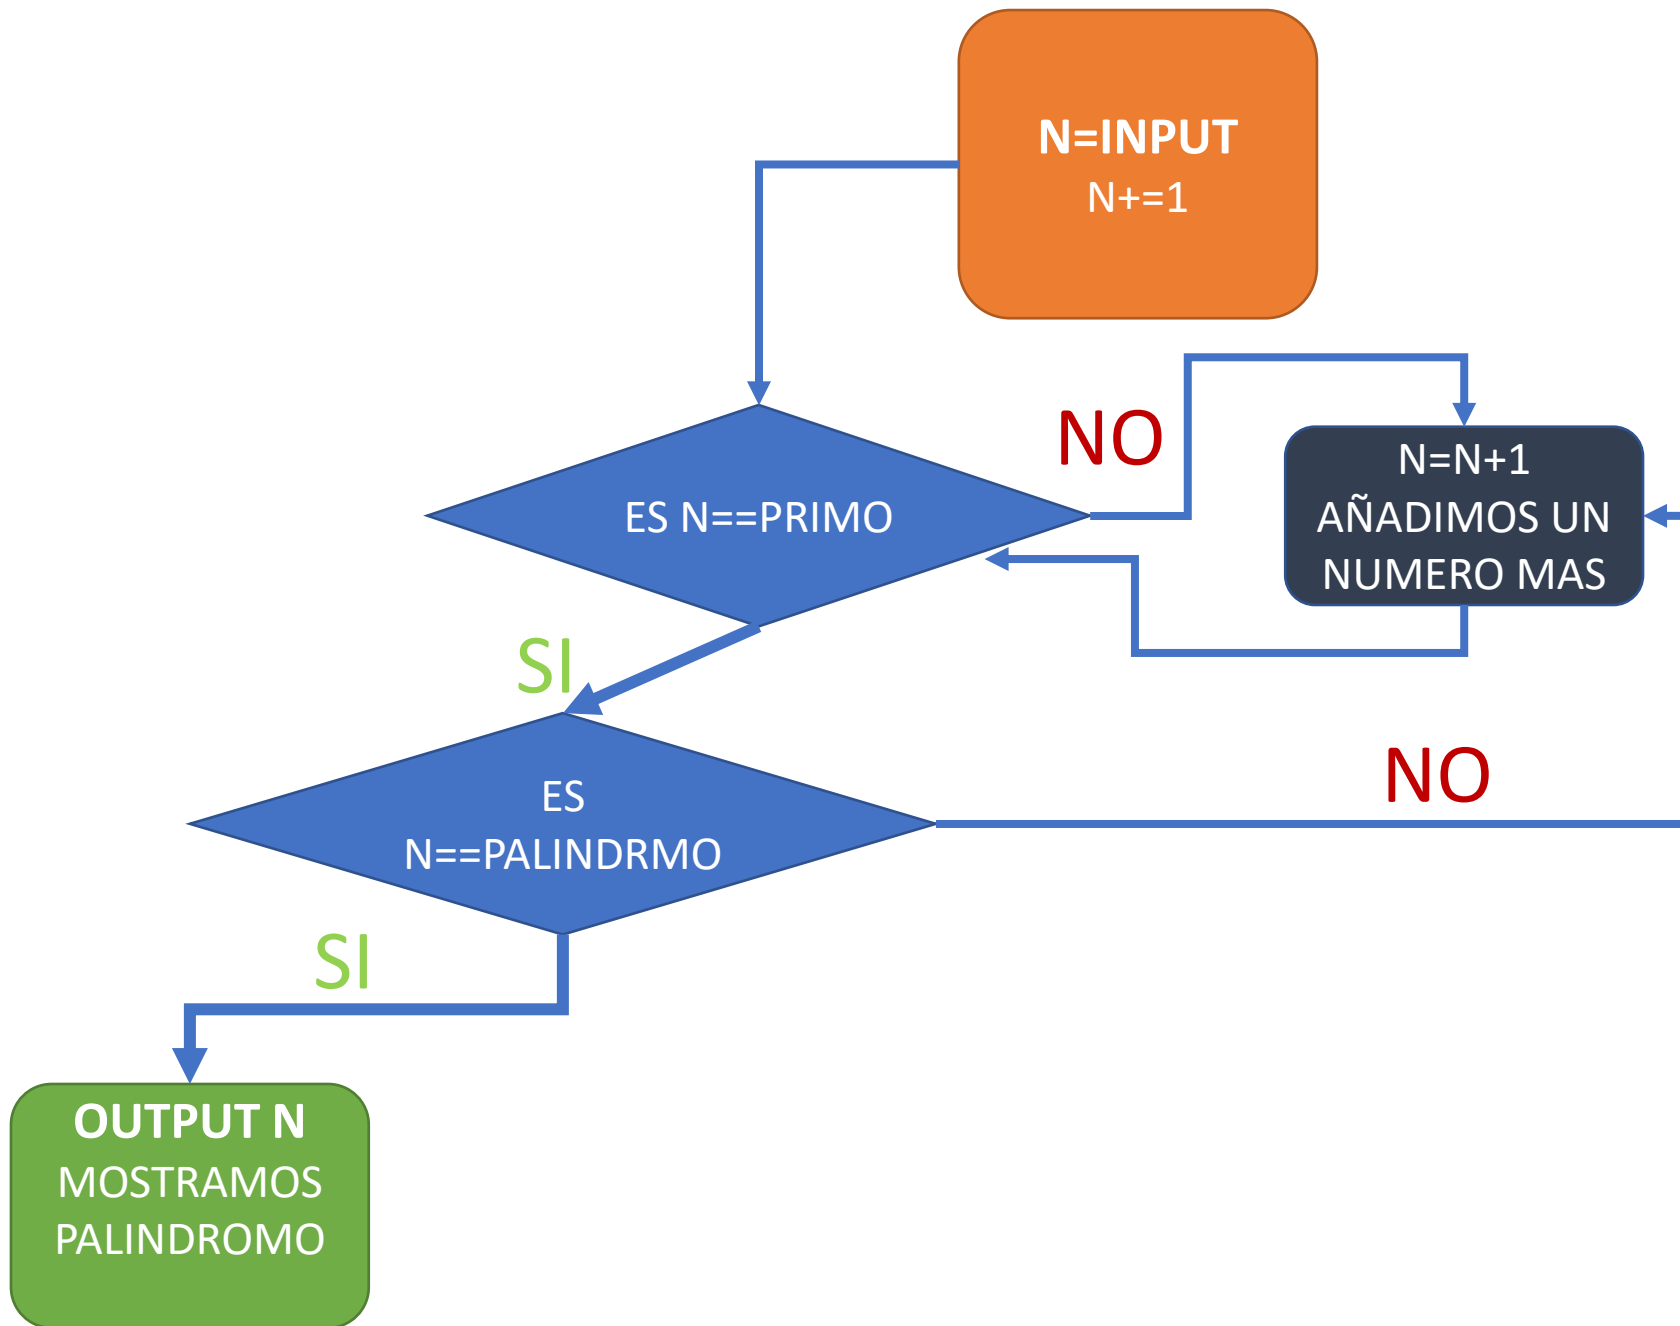 N=INPUT
N+=1
NO
N=N+1
AÑADIMOS UN
NUMERO MAS
ES N==PRIMO
SI
NO
ES
N==PALINDRMO
SI
OUTPUT N
MOSTRAMOS
PALINDROMO